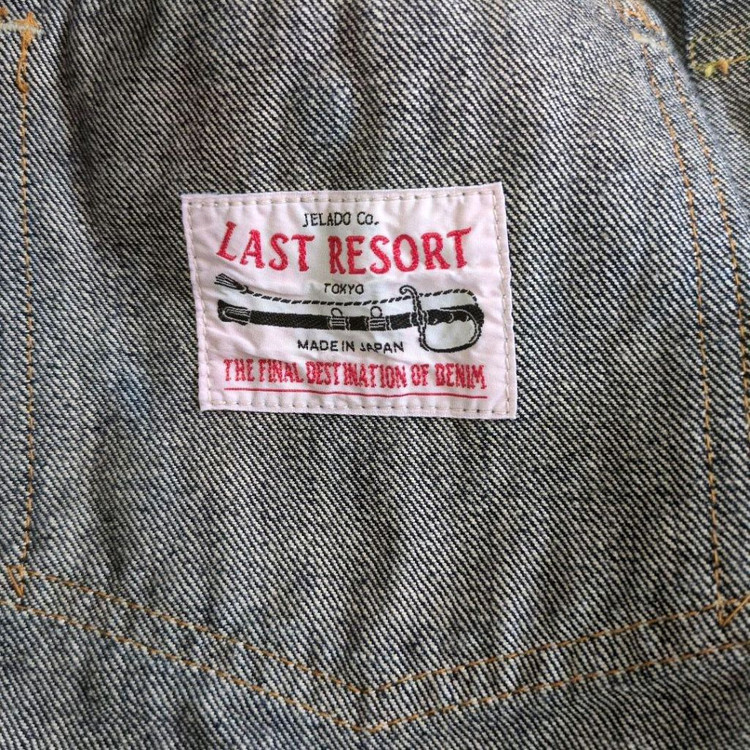 JELADO CO.
LAST RESORT
TOKYO
MADE IN JAPAN
THE FINAL DESTINATION OF DENIM